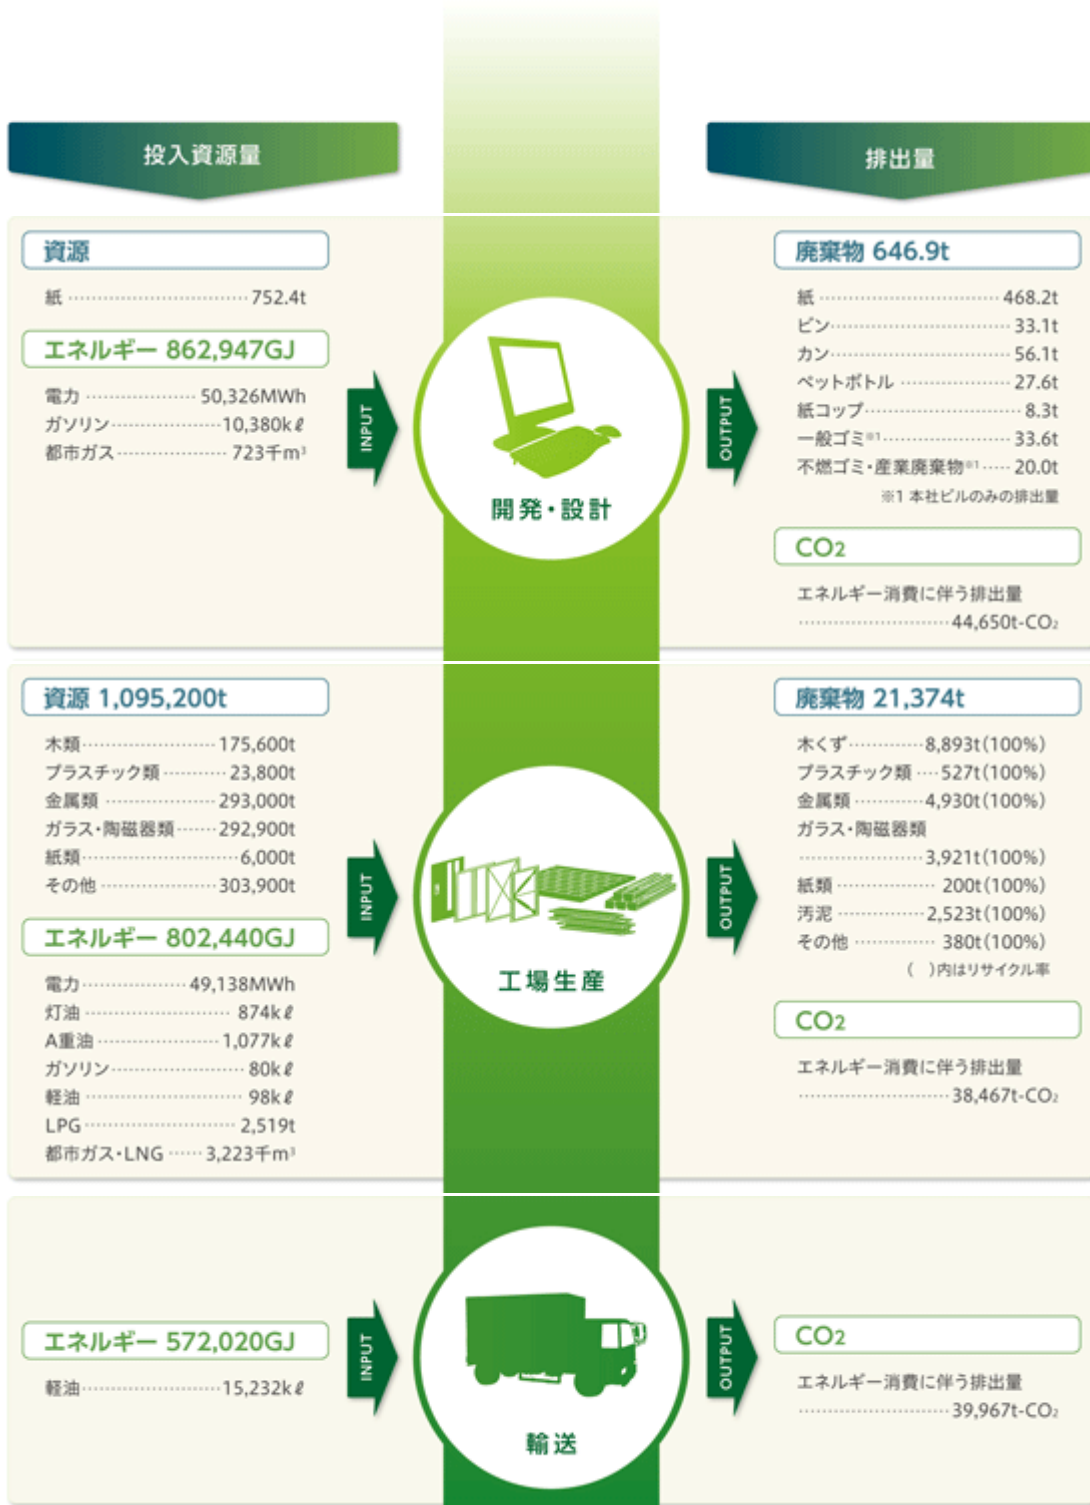 投入資源量
排出量
資源
紙 752.4t
エネルギー 862,947GJ
電力 50,326MWh
ガソリン 10,380kℓ
都市ガス 723千m³
INPUT
開発・設計
OUTPUT
廃棄物 646.9t
紙 468.2t
ビン 33.1t
カン 56.1t
ペットボトル 27.6t
紙コップ 8.3t
一般ゴミ※1 33.6t
不燃ゴミ・産業廃棄物※1 20.0t
※1 本社ビルのみの排出量
CO₂
エネルギー消費に伴う排出量
44,650t-CO₂
資源 1,095,200t
木類 175,600t
プラスチック類 23,800t
金属類 293,000t
ガラス・陶磁器類 292,900t
紙類 6,000t
その他 303,900t
エネルギー 802,440GJ
電力 49,138MWh
灯油 874kℓ
A重油 1,077kℓ
ガソリン 80kℓ
軽油 98kℓ
LPG 2,519t
都市ガス・LNG 3,223千m³
INPUT
工場生産
OUTPUT
廃棄物 21,374t
木くず 8,893t(100%)
プラスチック類 527t(100%)
金属類 4,930t(100%)
ガラス・陶磁器類
3,921t(100%)
紙類 200t(100%)
汚泥 2,523t(100%)
その他 380t(100%)
( )内はリサイクル率
CO₂
エネルギー消費に伴う排出量
38,467t-CO₂
エネルギー 572,020GJ
軽油 15,232kℓ
INPUT
輸送
OUTPUT
CO₂
エネルギー消費に伴う排出量
39,967t-CO₂